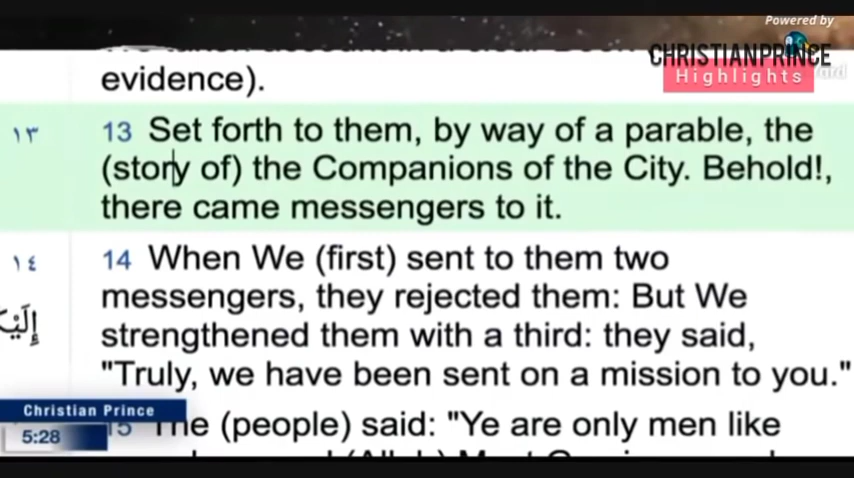 Powered by
CHRISTIANPRINCE
Highlights
evidence).
١٣
13 Set forth to them, by way of a parable, the
(story of) the Companions of the City. Behold!,
there came messengers to it.
١٤
14 When We (first) sent to them two
messengers, they rejected them: But We
strengthened them with a third: they said,
"Truly, we have been sent on a mission to you."
Christian Prince
5:28
15 The (people) said: "Ye are only men like